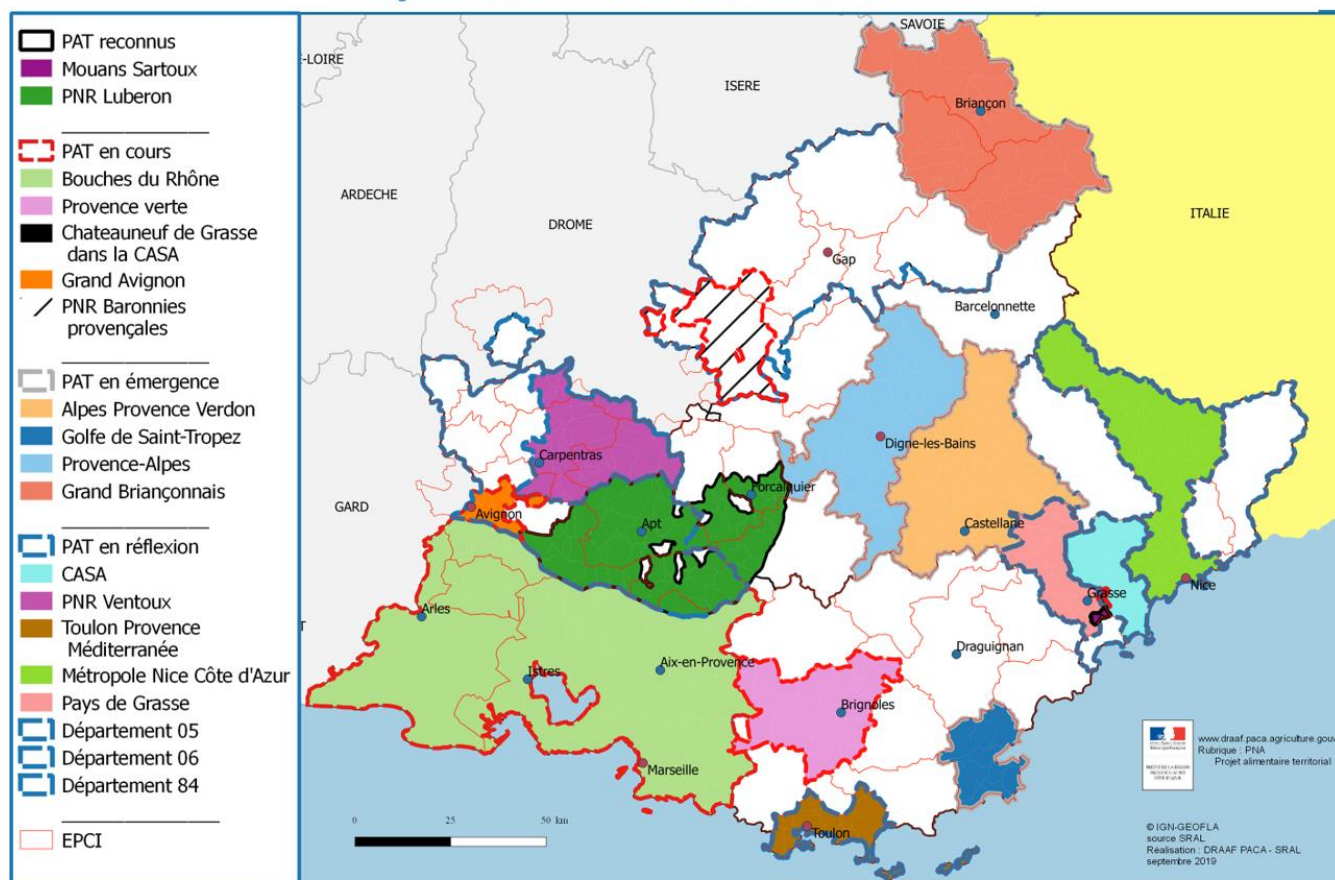 PAT reconnus
Mouans Sartoux
PNR Luberon
PAT en cours
Bouches du Rhône
Provence verte
Chateauneuf de Grasse
dans la CASA
Grand Avignon
PNR Baronnies
provençales
PAT en émergence
Alpes Provence Verdon
Golfe de Saint-Tropez
Provence-Alpes
Grand Briançonnais
PAT en réflexion
CASA
PNR Ventoux
Toulon Provence
Méditerranée
Métropole Nice Côte d'Azur
Pays de Grasse
Département 05
Département 06
Département 84
EPCI
SAVOIE
E-LOIRE
ISERE
Briançon
ARDECHE
DROME
ITALIE
Gap
Barcelonnette
Carpentras
Digne-les-Bains
Forcalquier
GARD
Avignon
Apt
Castellane
Nice
Grasse
Arles
Draguignan
Aix-en-Provence
Istres
Brignoles
Marseille
Toulon
0 25 50 km
www.draaf.paca.agriculture.gouv
Rubrique : PNA
Projet alimentaire territorial
© IGN-GEOFLA
source SRAL
Réalisation : DRAAF PACA - SRAL
septembre 2019